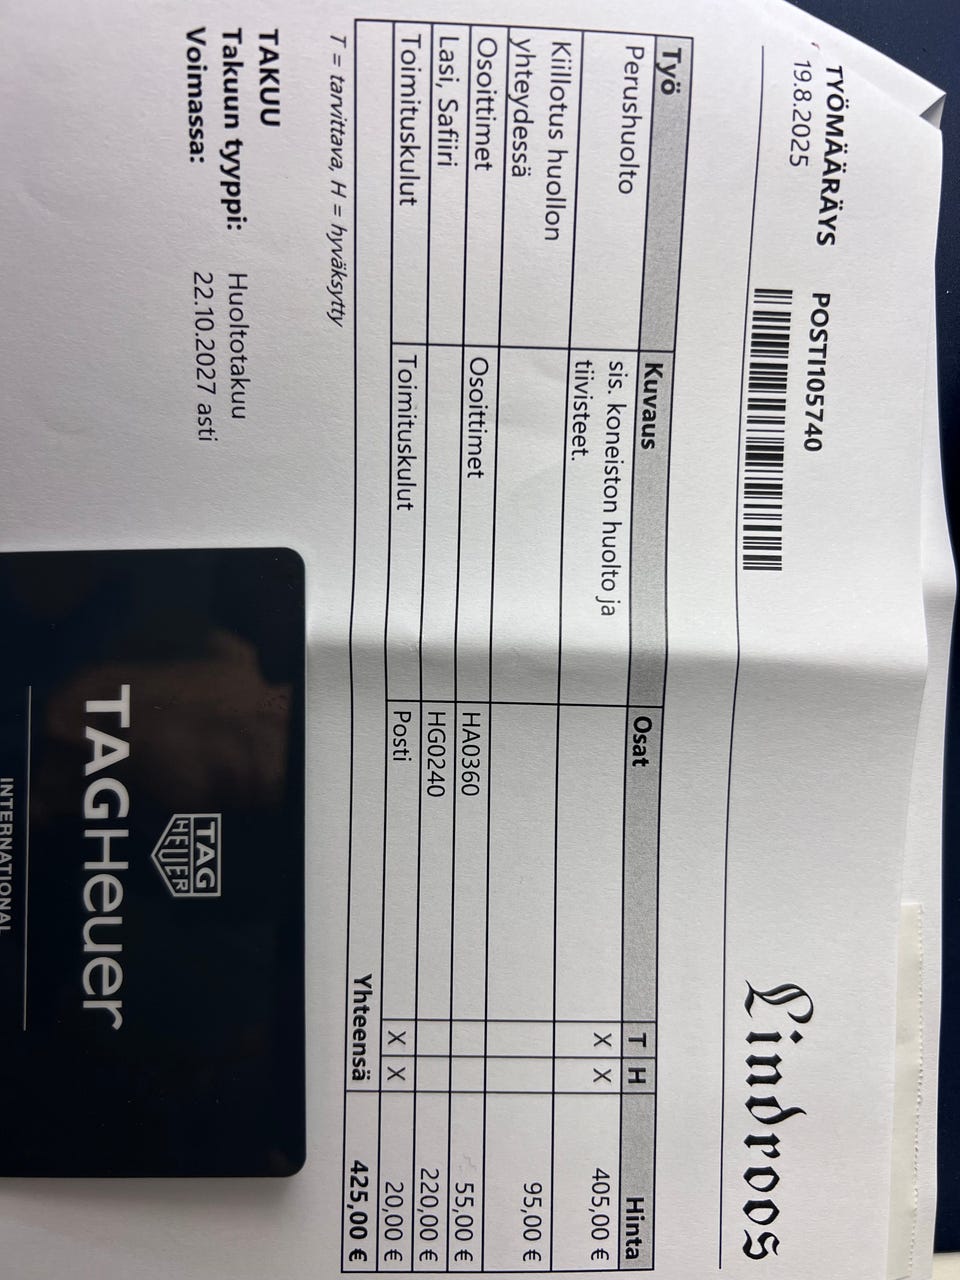 TYÖMÄÄRÄYS POSTI105740
19.8.2025
Lindroos
Työ Kuvaus Osat T H Hinta
Perushuolto sis. koneiston huolto ja X X 405,00 €
tiivisteet.
Kiillotus huollon
yhteydessä 95,00 €
Osoittimet Osoittimet HA0360 55,00 €
Lasi, Safiiri HG0240 220,00 €
Toimituskulut Toimituskulut Posti X X 20,00 €
Yhteensä 425,00 €
T = tarvittava, H = hyväksytty
TAKUU
Takuun tyyppi: Huoltotakuu
Voimassa: 22.10.2027 asti
TAG
HEUER
TAGHeuer
INTERNATIONAL